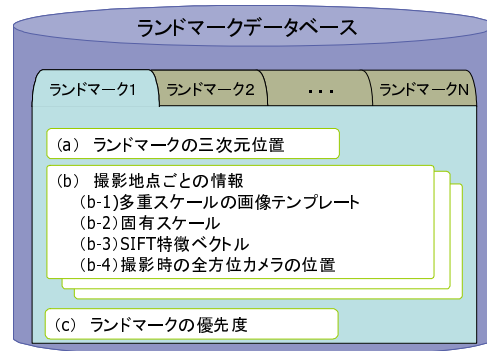 ランドマークデータベース
ランドマーク1 ランドマーク2 ・・・ ランドマークN
(a) ランドマークの三次元位置
(b) 撮影地点ごとの情報
(b-1)多重スケールの画像テンプレート
(b-2)固有スケール
(b-3)SIFT特徴ベクトル
(b-4)撮影時の全方位カメラの位置
(c) ランドマークの優先度